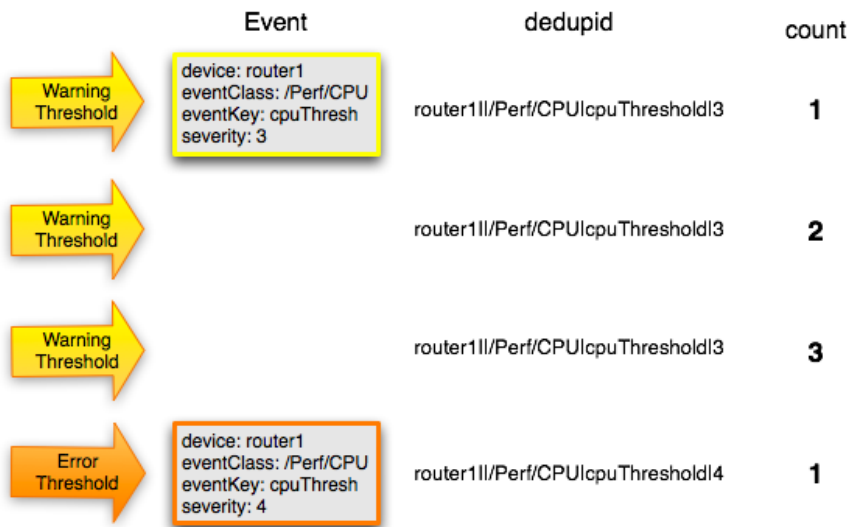 Event dedupid count
Warning
Threshold
device: router1
eventClass: /Perf/CPU
eventKey: cpuThresh
severity: 3
router1||/Perf/CPU|cpuThreshold|3
1
Warning
Threshold
router1||/Perf/CPU|cpuThreshold|3
2
Warning
Threshold
router1||/Perf/CPU|cpuThreshold|3
3
Error
Threshold
device: router1
eventClass: /Perf/CPU
eventKey: cpuThresh
severity: 4
router1||/Perf/CPU|cpuThreshold|4
1